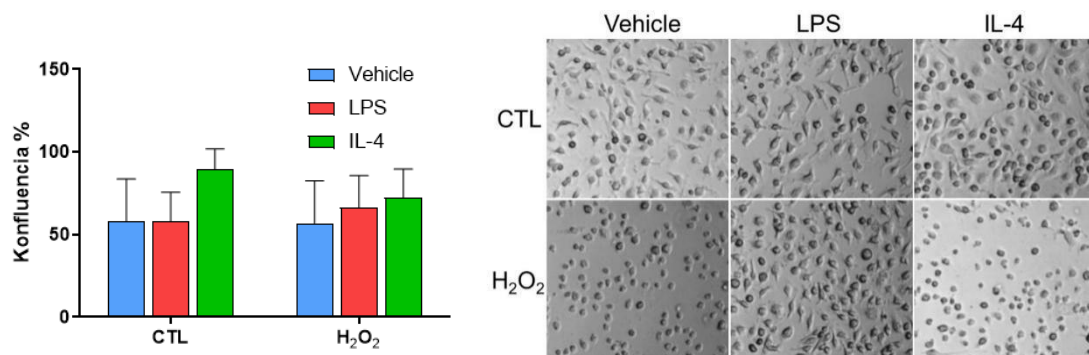 Konfluencia %
150
100
50
0
Vehicle
LPS
IL-4
CTL
H₂O₂
Vehicle LPS IL-4
CTL
H₂O₂